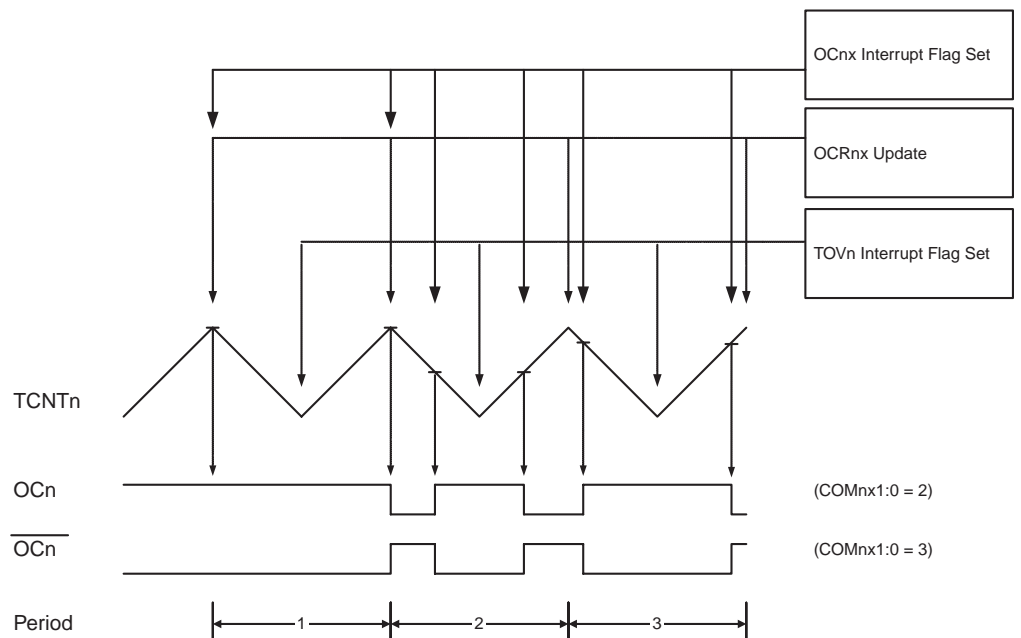 OCnx Interrupt Flag Set
OCRnx Update
TOVn Interrupt Flag Set
TCNTn
OCn
(COMnx1:0 = 2)
OCn
(COMnx1:0 = 3)
Period
1
2
3